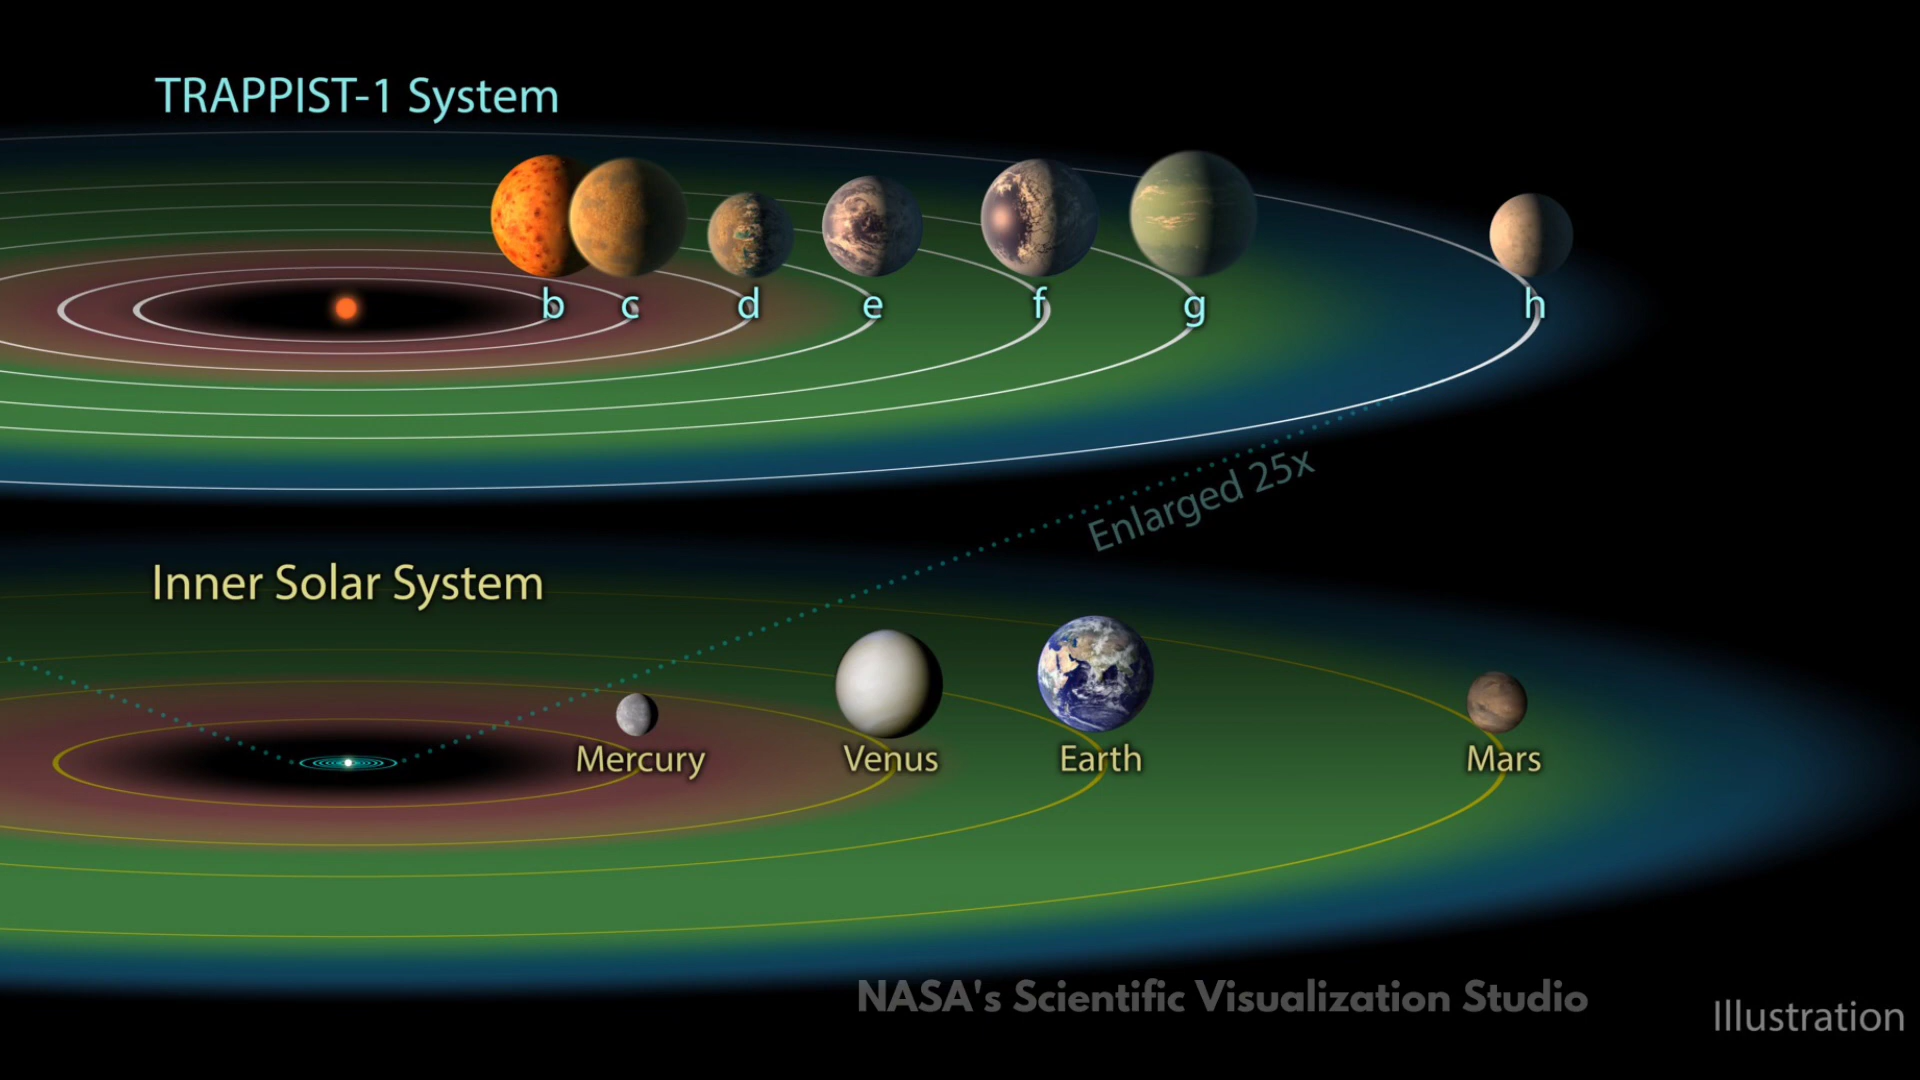 TRAPPIST-1 System
b c d e f g h
Enlarged 25x
Inner Solar System
Mercury Venus Earth Mars
NASA's Scientific Visualization Studio
Illustration